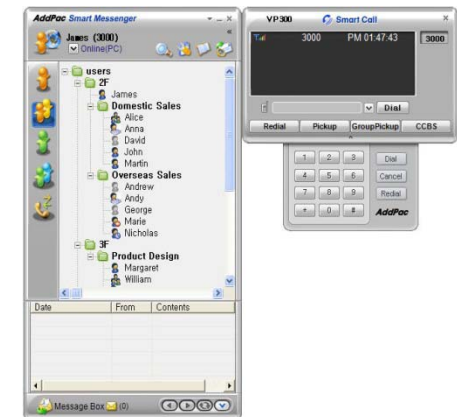 AddPac Smart Messenger
James (3000)
Online(PC)
users
2F
James
Domestic Sales
Alice
Anna
David
John
Martin
Overseas Sales
Andrew
Andy
George
Marie
Nicholas
3F
Product Design
Margaret
William
Date From Contents
Message Box (0)
VP300 Smart Call
Tall 3000 PM 01:47:43 3000
Dial
Redial Pickup GroupPickup CCBS
1 2 3 Dial
4 5 6 Cancel
7 8 9 Redial
* 0 # AddPac